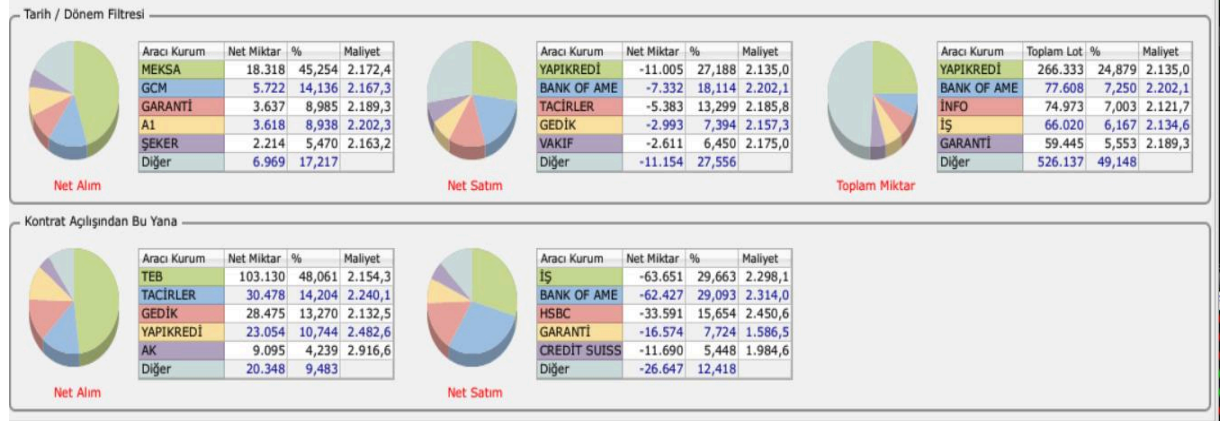 Tarih / Dönem Filtresi
Aracı Kurum Net Miktar % Maliyet
MEKSA 18.318 45,254 2.172,4
GCM 5.722 14,136 2.167,3
GARANTİ 3.637 8,985 2.189,3
A1 3.618 8,938 2.202,3
ŞEKER 2.214 5,470 2.163,2
Diğer 6.969 17,217
Net Alım
Aracı Kurum Net Miktar % Maliyet
YAPIKREDİ -11.005 27,188 2.135,0
BANK OF AME -7.332 18,114 2.202,1
TACİRLER -5.383 13,299 2.185,8
GEDİK -2.993 7,394 2.157,3
VAKIF -2.611 6,450 2.175,0
Diğer -11.154 27,556
Net Satım
Aracı Kurum Toplam Lot % Maliyet
YAPIKREDİ 266.333 24,879 2.135,0
BANK OF AME 77.608 7,250 2.202,1
İNFO 74.973 7,003 2.121,7
İŞ 66.020 6,167 2.134,6
GARANTİ 59.445 5,553 2.189,3
Diğer 526.137 49,148
Toplam Miktar
Kontrat Açılışından Bu Yana
Aracı Kurum Net Miktar % Maliyet
TEB 103.130 48,061 2.154,3
TACİRLER 30.478 14,204 2.240,1
GEDİK 28.475 13,270 2.132,5
YAPIKREDİ 23.054 10,744 2.482,6
AK 9.095 4,239 2.916,6
Diğer 20.348 9,483
Net Alım
Aracı Kurum Net Miktar % Maliyet
İŞ -63.651 29,663 2.298,1
BANK OF AME -62.427 29,093 2.314,0
HSBC -33.591 15,654 2.450,6
GARANTİ -16.574 7,724 1.586,5
CREDİT SUISS -11.690 5,448 1.984,6
Diğer -26.647 12,418
Net Satım